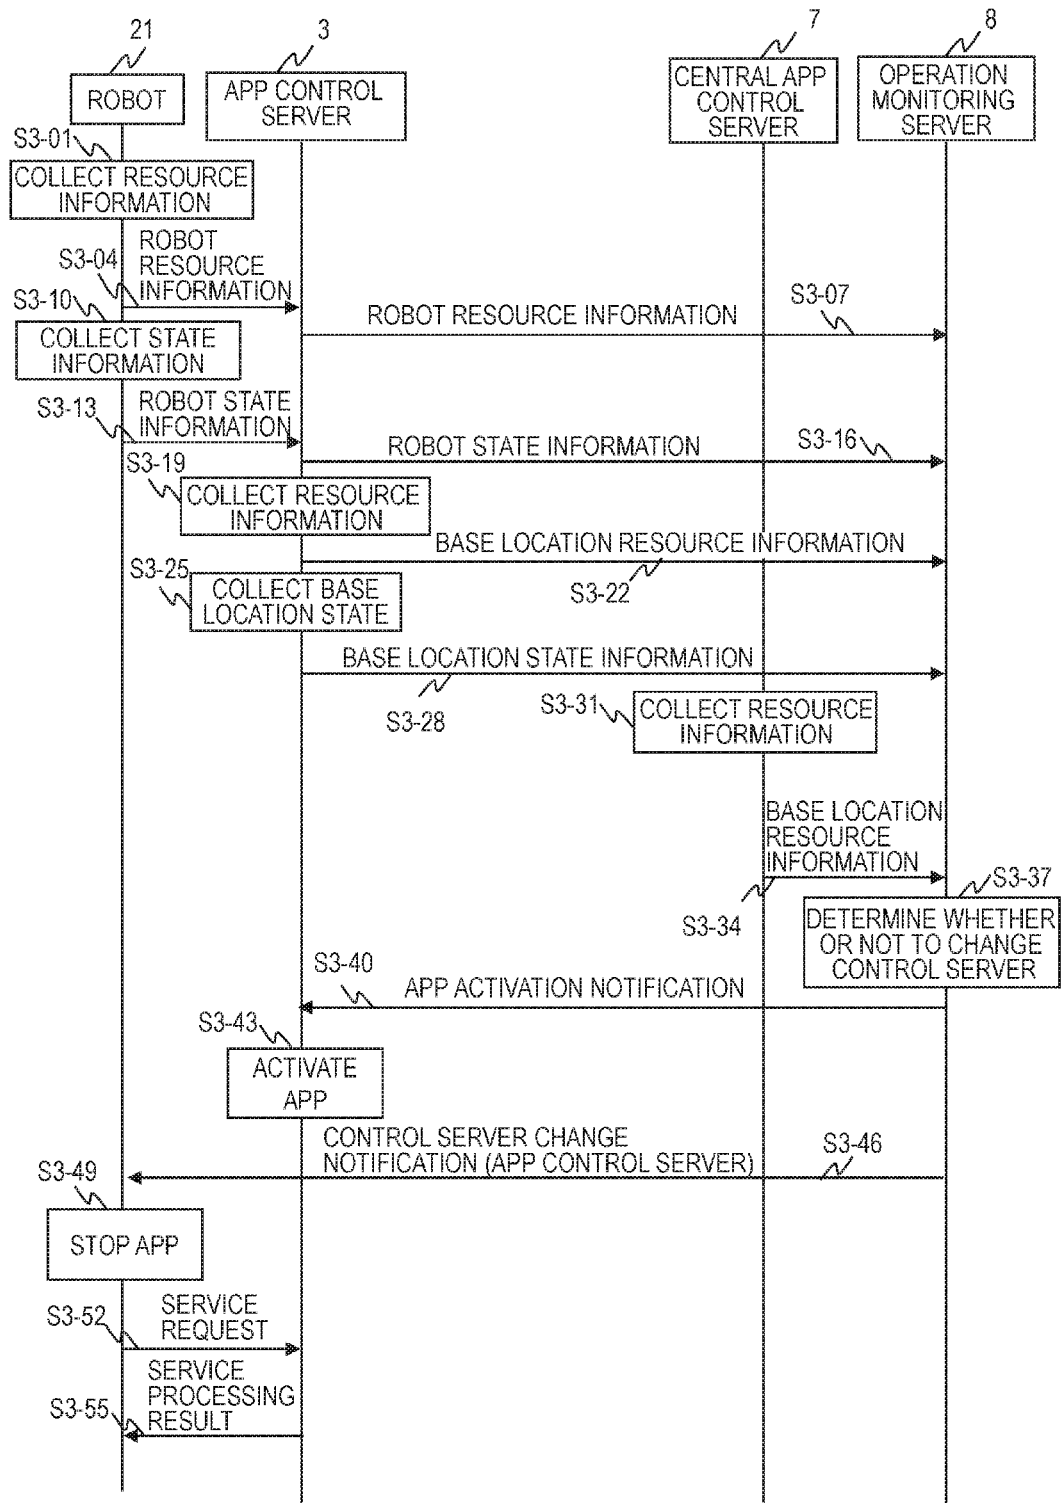 21
3
7
8
ROBOT
APP CONTROL
SERVER
CENTRAL APP
CONTROL
SERVER
OPERATION
MONITORING
SERVER
S3-01
COLLECT RESOURCE
INFORMATION
S3-04
ROBOT
RESOURCE
INFORMATION
S3-07
ROBOT RESOURCE INFORMATION
S3-10
COLLECT STATE
INFORMATION
S3-13
ROBOT STATE
INFORMATION
S3-16
ROBOT STATE INFORMATION
S3-19
COLLECT RESOURCE
INFORMATION
BASE LOCATION RESOURCE INFORMATION
S3-22
S3-25
COLLECT BASE
LOCATION STATE
BASE LOCATION STATE INFORMATION
S3-28
S3-31
COLLECT RESOURCE
INFORMATION
BASE LOCATION
RESOURCE
INFORMATION
S3-34
S3-37
DETERMINE WHETHER
OR NOT TO CHANGE
CONTROL SERVER
S3-40
APP ACTIVATION NOTIFICATION
S3-43
ACTIVATE
APP
CONTROL SERVER CHANGE
NOTIFICATION (APP CONTROL SERVER)
S3-46
S3-49
STOP APP
S3-52
SERVICE
REQUEST
SERVICE
PROCESSING
RESULT
S3-55